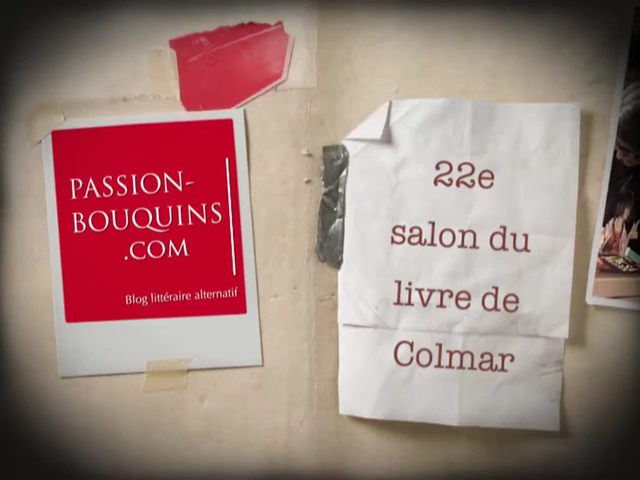 PASSION-
BOUQUINS
.COM
Blog littéraire alternatif
22e
salon du
livre de
Colmar